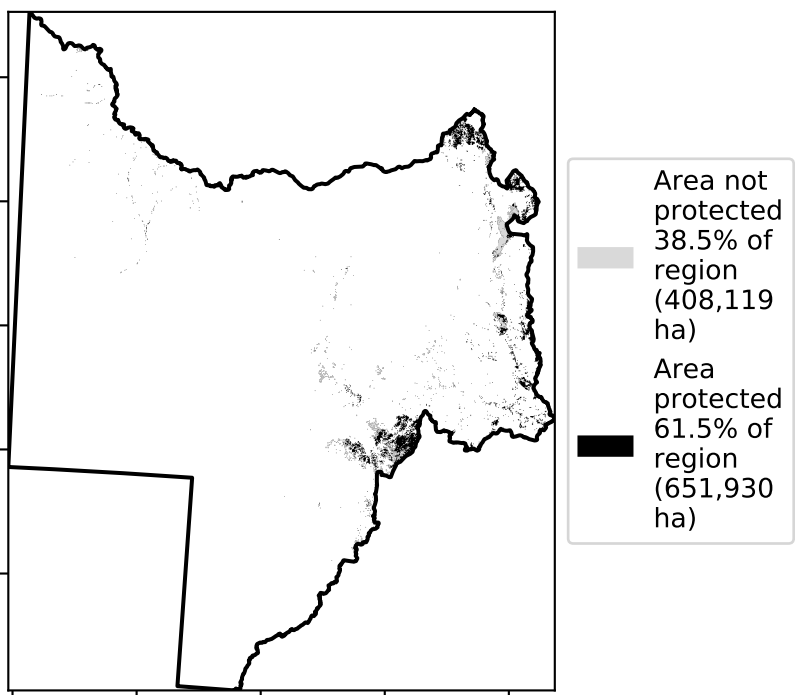 Area not
protected
38.5% of
region
(408,119
ha)
Area
protected
61.5% of
region
(651,930
ha)